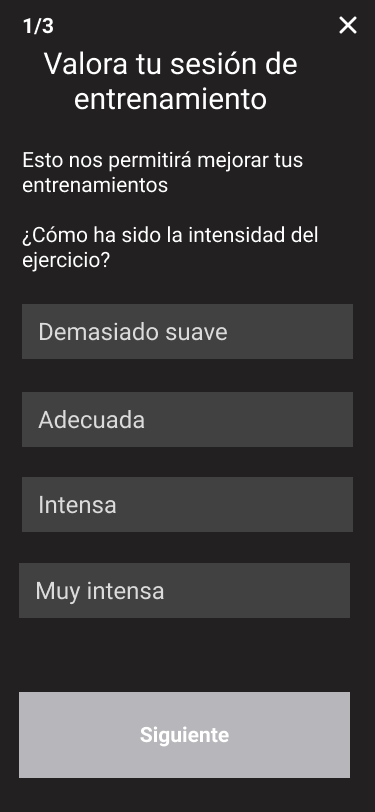 1/3
Valora tu sesión de
entrenamiento
Esto nos permitirá mejorar tus
entrenamientos
¿Cómo ha sido la intensidad del
ejercicio?
Demasiado suave
Adecuada
Intensa
Muy intensa
Siguiente